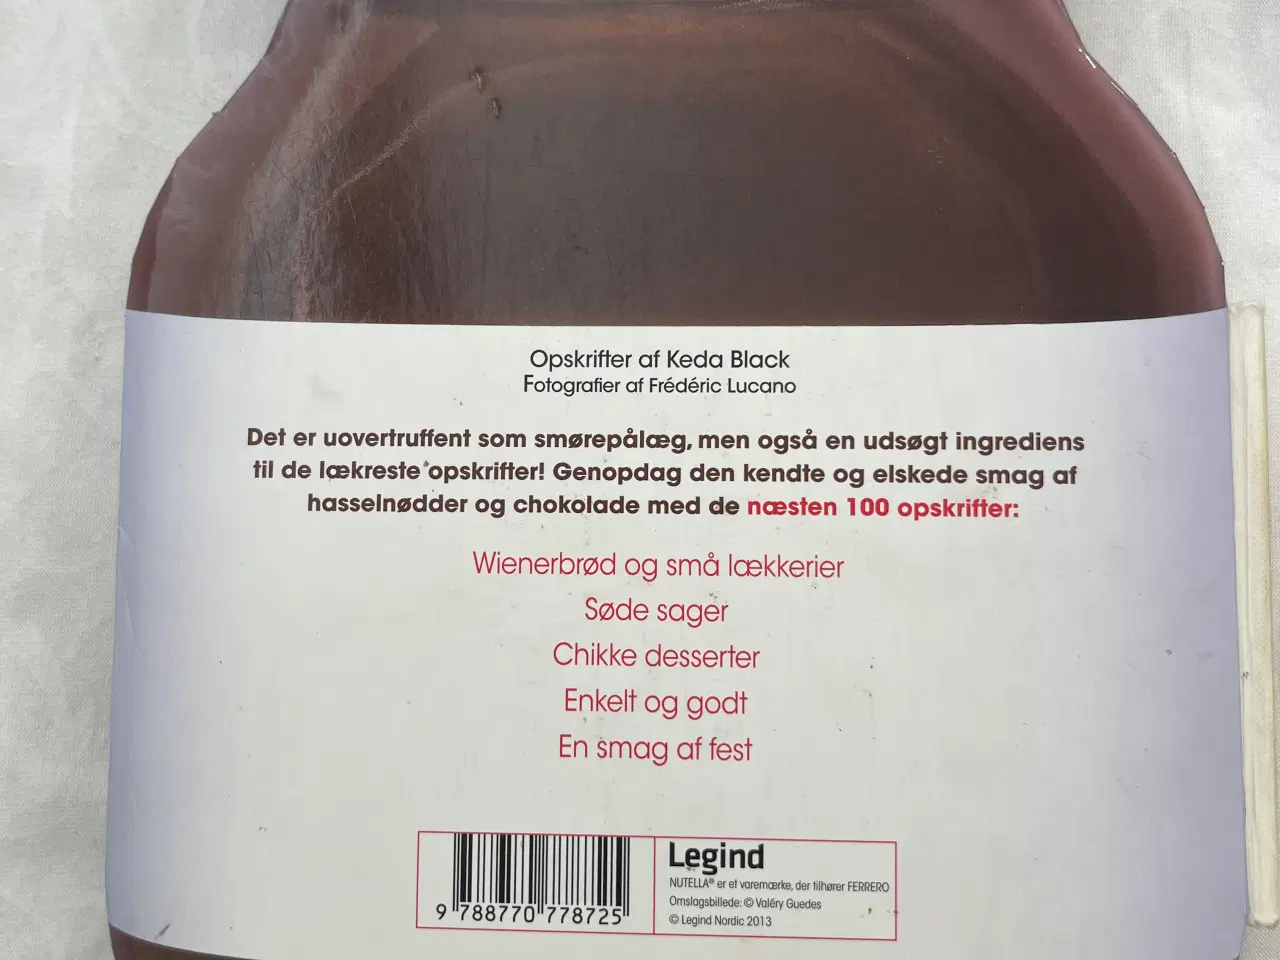 Opskrifter af Keda Black
Fotografier af Frédéric Lucano
Det er uovertruffent som smørepålæg, men også en udsøgt ingrediens
til de lækreste opskrifter! Genopdag den kendte og elskede smag af
hasselnødder og chokolade med de næsten 100 opskrifter:
Wienerbrød og små lækkerier
Søde sager
Chikke desserter
Enkelt og godt
En smag af fest
9 788770 778725
Legind
NUTELLA® er et varemærke, der tilhører FERRERO
Omslagsbillede: © Valéry Guedes
© Legind Nordic 2013